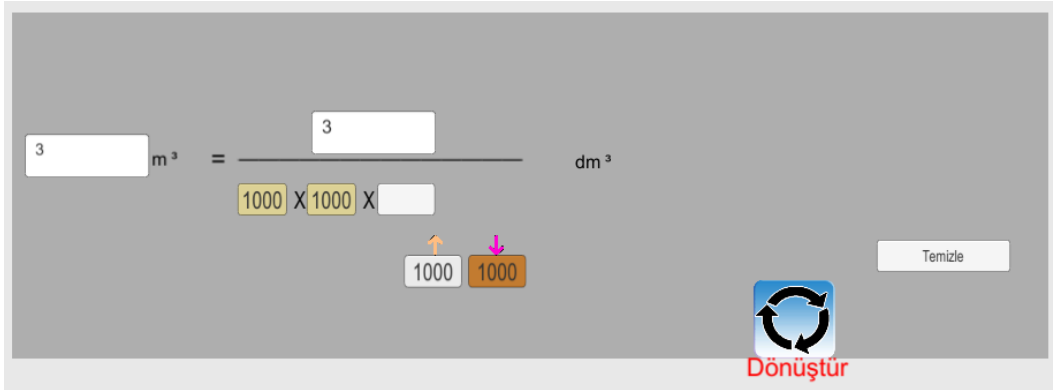 3
3 m³ = dm³
1000 X 1000 X
1000 1000
Temizle
Dönüştür